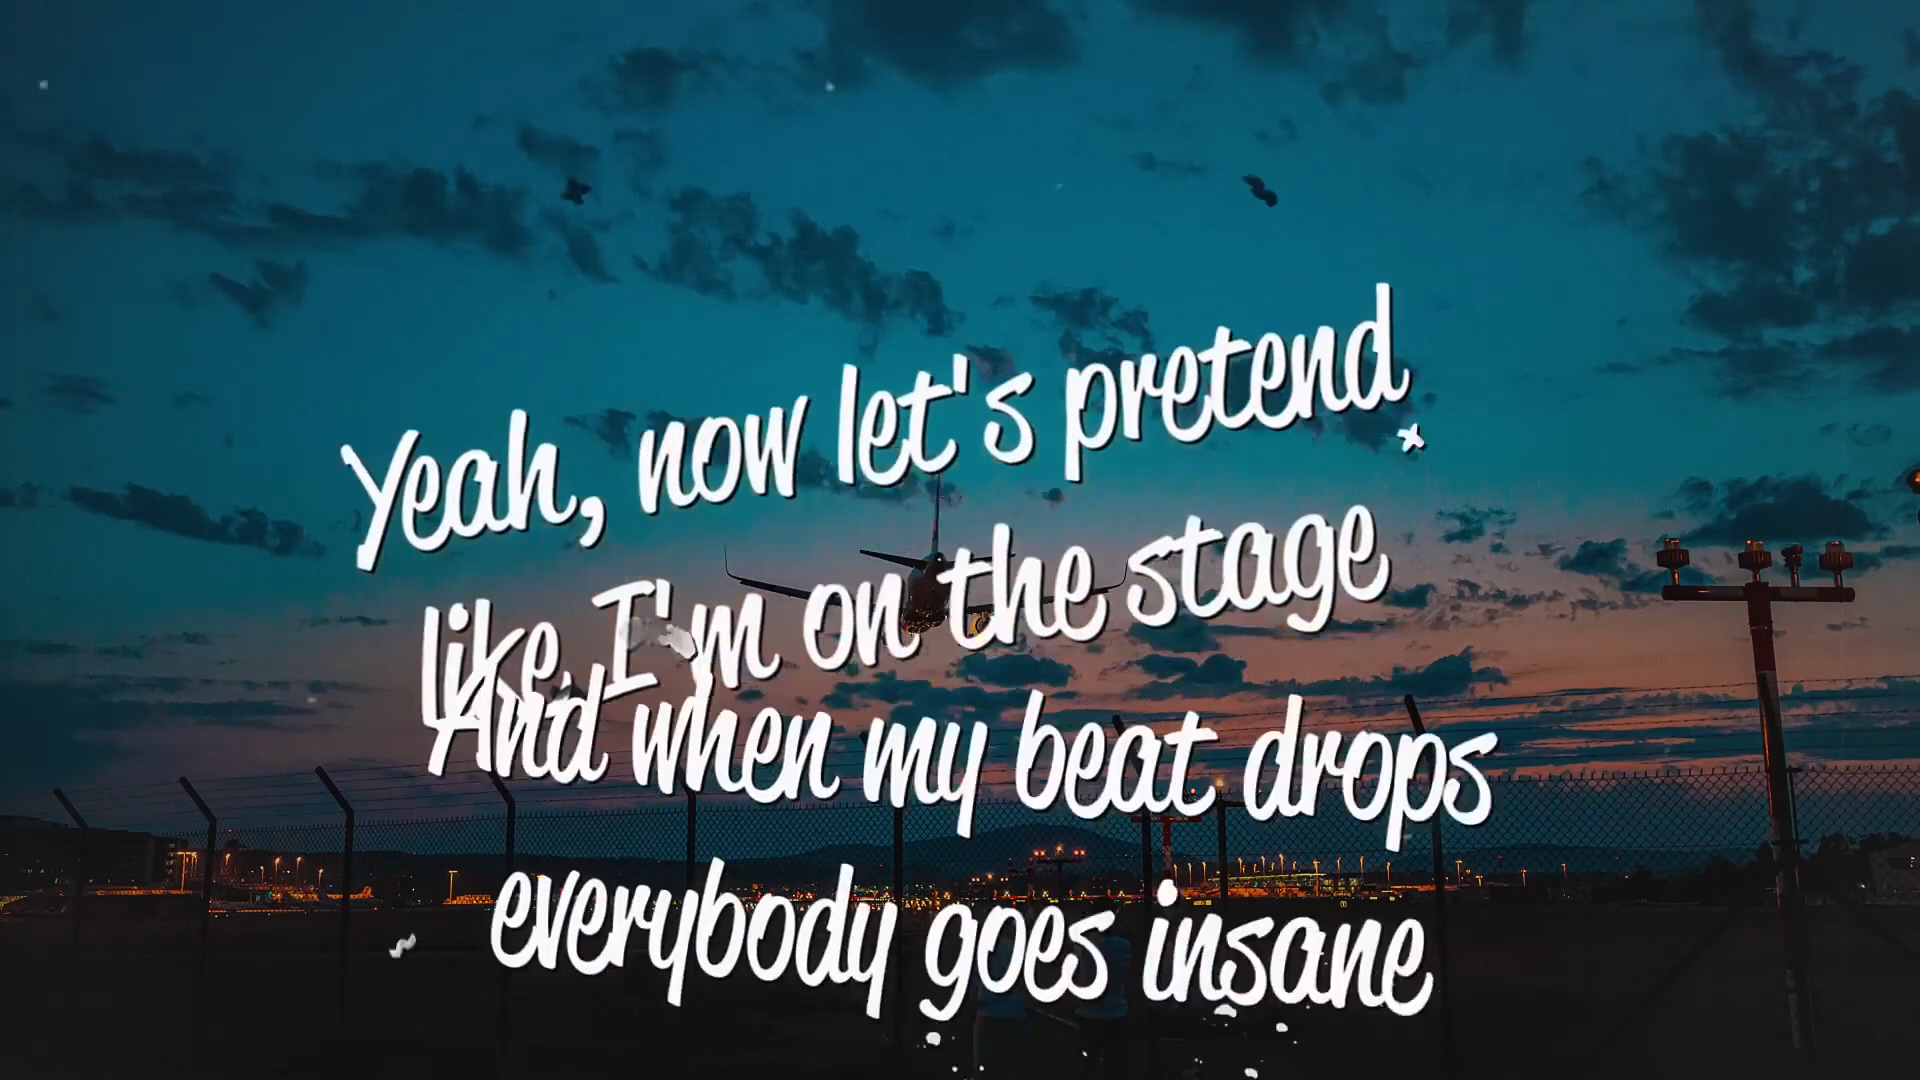 Yeah, now let's pretend
like, I'm on the stage
And when my beat drops
everybody goes insane